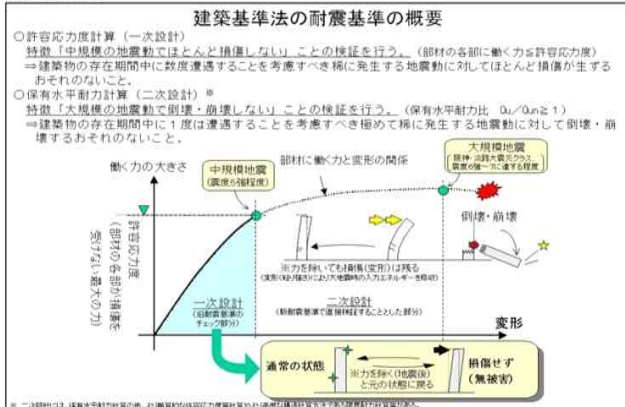 建築基準法の耐震基準の概要
○許容応力度計算（一次設計）
特徴「中規模の地震動でほとんど損傷しない」ことの検証を行う。（部材の各部に働く力≦許容応力度）
⇒建築物の存在期間中に数度遭遇することを考慮すべき稀に発生する地震動に対してほとんど損傷が生ずる
おそれのないこと。
○保有水平耐力計算（二次設計）※
特徴「大規模の地震動で倒壊・崩壊しない」ことの検証を行う。（保有水平耐力比 Qu／Qun≧1）
⇒建築物の存在期間中に1度は遭遇することを考慮すべき極めて稀に発生する地震動に対して倒壊・崩
壊するおそれのないこと。
働く力の大きさ
中規模地震
（震度5強程度）
部材に働く力と変形の関係
大規模地震
阪神・淡路大震災クラス、
震度6強～7に達する程度
許容応力度
（部材の各部が損傷を
受けない最大の力）
倒壊・崩壊
※力を除いても損傷（変形）は残る
一次設計
（旧耐震基準の
チェック部分）
二次設計
（新耐震基準で直接検証することとした部分）
変形
通常の状態
※力を除く（地震後）
と元の状態に戻る
損傷せず
（無被害）